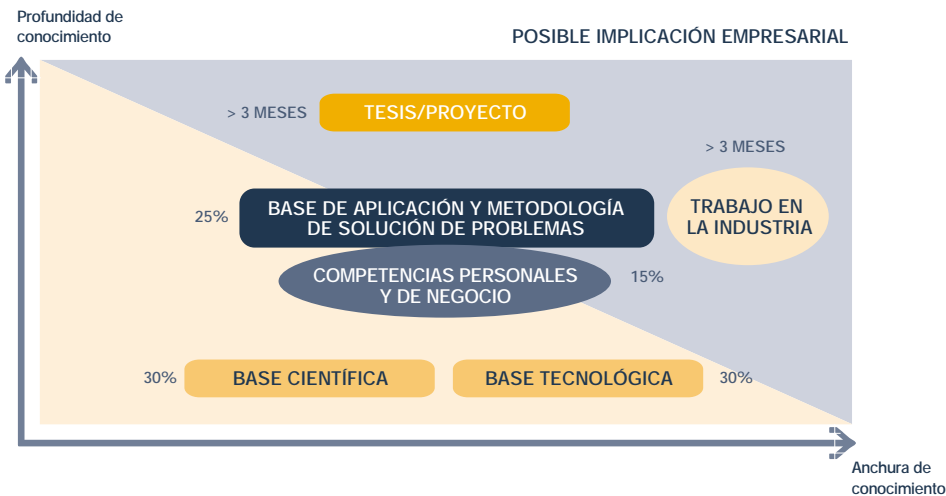 Profundidad de
conocimiento
POSIBLE IMPLICACIÓN EMPRESARIAL
> 3 MESES
TESIS/PROYECTO
> 3 MESES
25%
BASE DE APLICACIÓN Y METODOLOGÍA
DE SOLUCIÓN DE PROBLEMAS
TRABAJO EN
LA INDUSTRIA
COMPETENCIAS PERSONALES
Y DE NEGOCIO
15%
30%
BASE CIENTÍFICA
BASE TECNOLÓGICA
30%
Anchura de
conocimiento